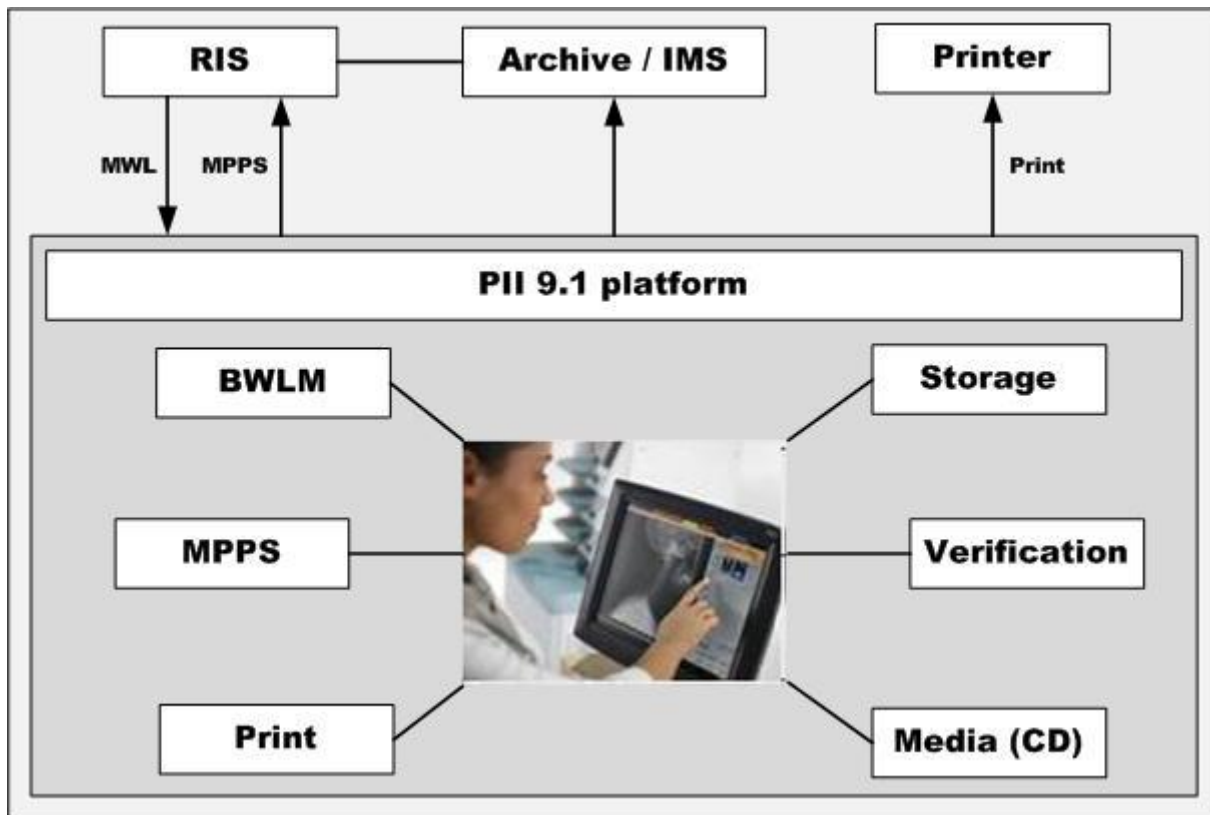 RIS
Archive / IMS
Printer
MWL
MPPS
Print
PII 9.1 platform
BWLM
Storage
MPPS
Verification
Print
Media (CD)